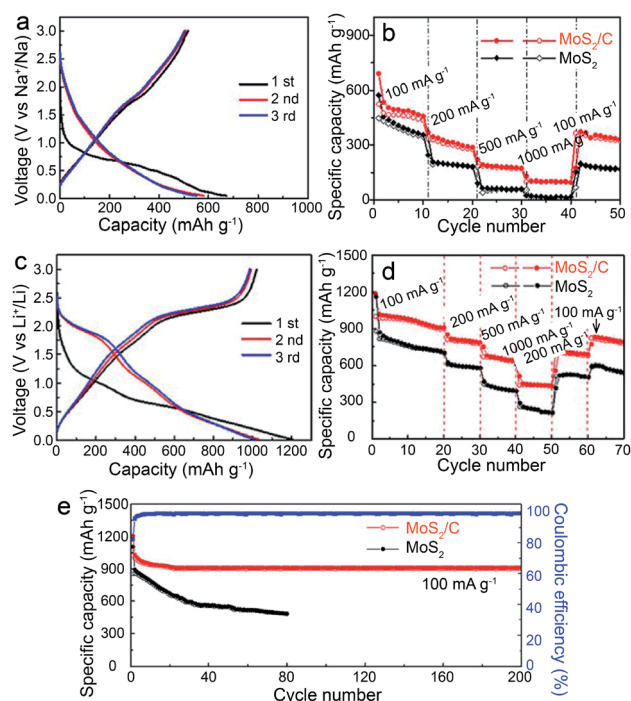 a
Voltage (V vs Na⁺/Na)
3.0
2.5
2.0
1.5
1.0
0.5
0.0
1 st
2 nd
3 rd
0 200 400 600 800 1000
Capacity (mAh g⁻¹)
b
Specific capacity (mAh g⁻¹)
900
600
300
0
MoS₂/C
MoS₂
100 mA g⁻¹
200 mA g⁻¹
500 mA g⁻¹
1000 mA g⁻¹
100 mA g⁻¹
0 10 20 30 40 50
Cycle number
c
Voltage (V vs Li⁺/Li)
3.0
2.5
2.0
1.5
1.0
0.5
0.0
1 st
2 nd
3 rd
0 200 400 600 800 1000 1200
Capacity (mAh g⁻¹)
d
Specific capacity (mAh g⁻¹)
1500
1200
900
600
300
0
MoS₂/C
MoS₂
100 mA g⁻¹
200 mA g⁻¹
500 mA g⁻¹
1000 mA g⁻¹
200 mA g⁻¹
100 mA g⁻¹
0 10 20 30 40 50 60 70
Cycle number
e
Specific capacity (mAh g⁻¹)
1500
1200
900
600
300
0
MoS₂/C
MoS₂
100 mA g⁻¹
100
80
60
40
20
0
Coulombic efficiency (%)
0 40 80 120 160 200
Cycle number